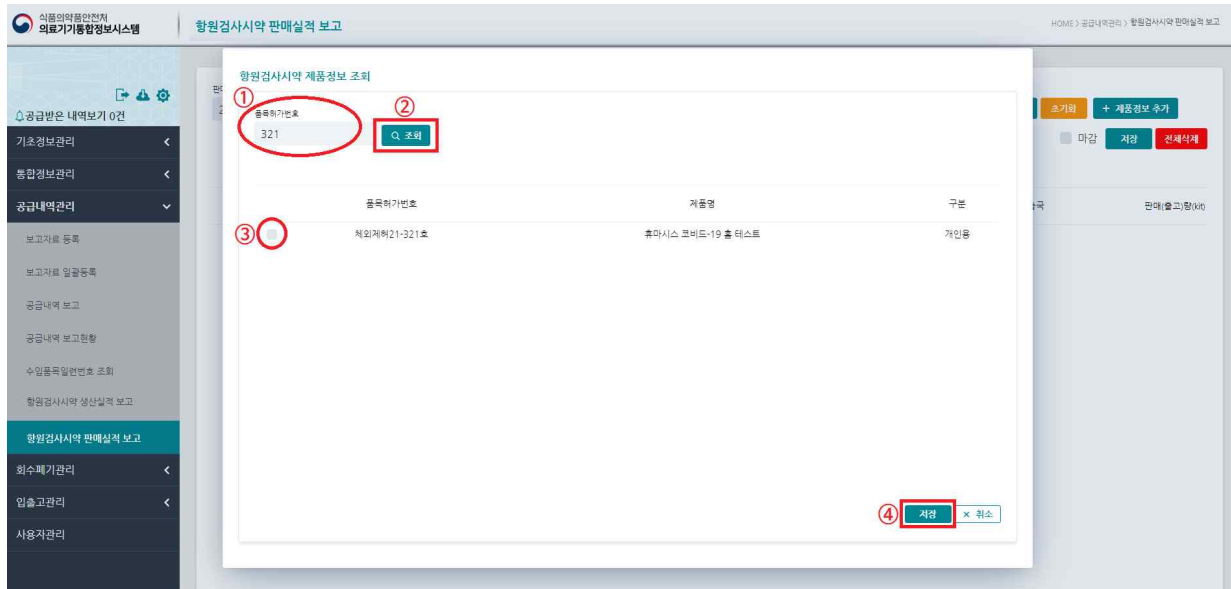 식품의약품안전처
의료기기통합정보시스템
항원검사시약 판매실적 보고
HOME > 공급내역관리 > 항원검사시약 판매실적 보고
공급받은 내역보기 0건
기초정보관리
통합정보관리
공급내역관리
보고자료 등록
보고자료 일괄등록
공급내역 보고
공급내역 보고현황
수입품목일련번호 조회
항원검사시약 생산실적 보고
항원검사시약 판매실적 보고
회수폐기관리
입출고관리
사용자관리
항원검사시약 제품정보 조회
①
품목허가번호
321
②
조회
초기화
+ 제품정보 추가
마감
저장
전체삭제
품목허가번호 제품명 구분
판매(출고)량(kit)
③
체외제허21-321호 휴마시스 코비드-19 홈 테스트 개인용
④
저장
× 취소